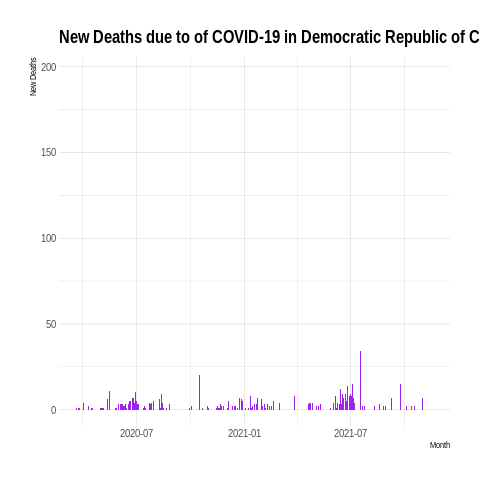 New Deaths due to of COVID-19 in Democratic Republic of C
New Deaths
200
150
100
50
0
2020-07 2021-01 2021-07
Month